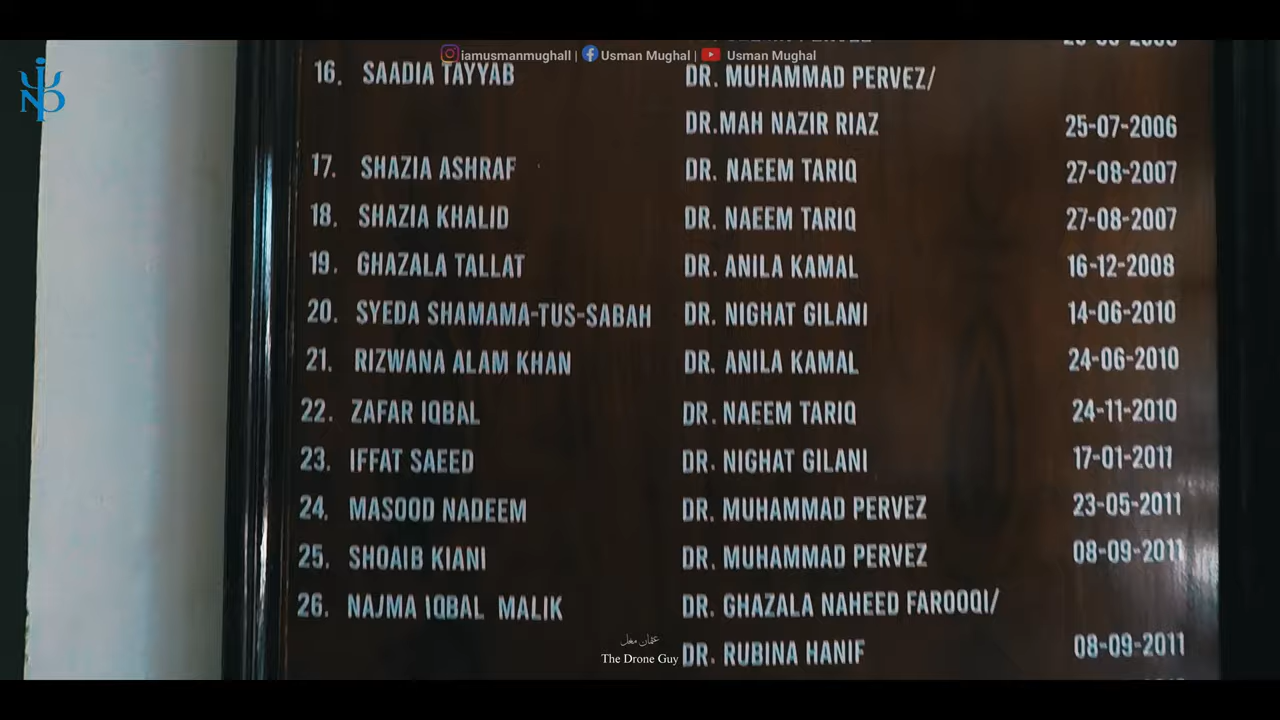 iamusmanmughall | Usman Mughal | Usman Mughal
16. SAADIA TAYYAB DR. MUHAMMAD PERVEZ/
DR.MAH NAZIR RIAZ 25-07-2006
17. SHAZIA ASHRAF DR. NAEEM TARIQ 27-08-2007
18. SHAZIA KHALID DR. NAEEM TARIQ 27-08-2007
19. GHAZALA TALLAT DR. ANILA KAMAL 16-12-2008
20. SYEDA SHAMAMA-TUS-SABAH DR. NIGHAT GILANI 14-06-2010
21. RIZWANA ALAM KHAN DR. ANILA KAMAL 24-06-2010
22. ZAFAR IQBAL DR. NAEEM TARIQ 24-11-2010
23. IFFAT SAEED DR. NIGHAT GILANI 17-01-2011
24. MASOOD NADEEM DR. MUHAMMAD PERVEZ 23-05-2011
25. SHOAIB KIANI DR. MUHAMMAD PERVEZ 08-09-2011
26. NAJMA IQBAL MALIK DR. GHAZALA NAHEED FAROOQI/
DR. RUBINA HANIF 08-09-2011
عثمان مغل
The Drone Guy